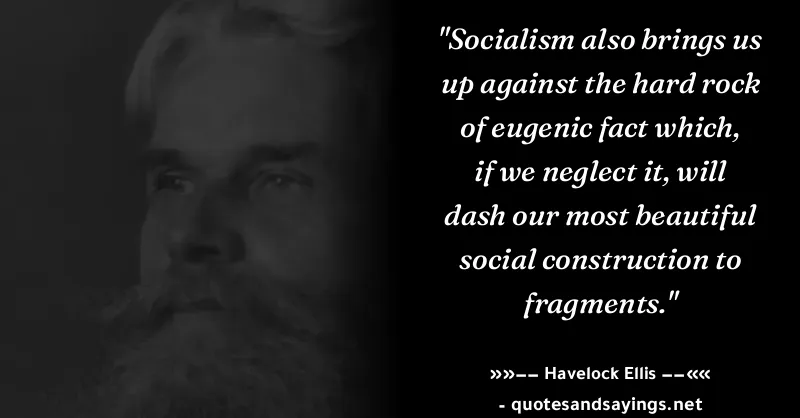 "Socialism also brings us
up against the hard rock
of eugenic fact which,
if we neglect it, will
dash our most beautiful
social construction to
fragments."
»»—— Havelock Ellis ——««
- quotesandsayings.net